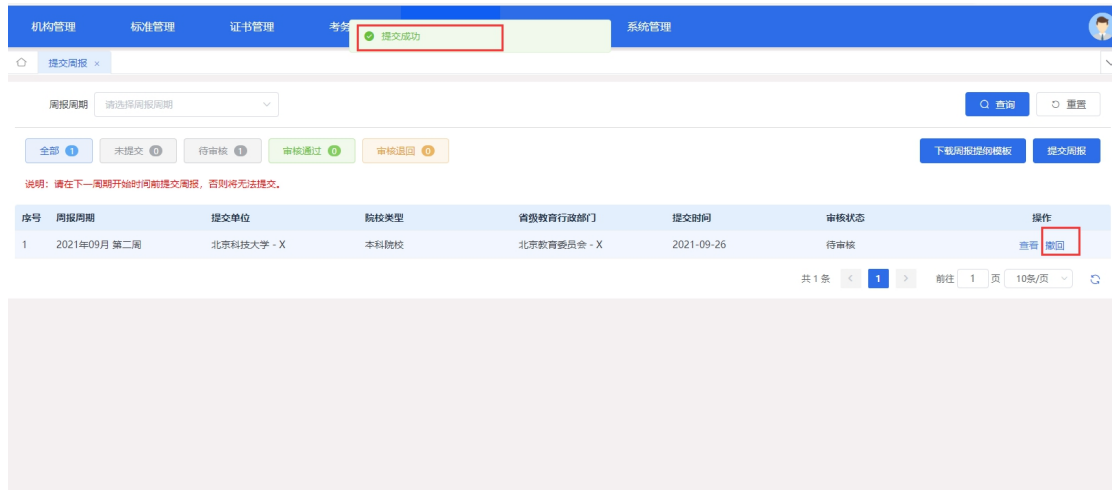 机构管理 标准管理 证书管理 考务 系统管理
提交成功
提交周报 ×
周报周期 请选择周报周期 查询 重置
全部 1 未提交 0 待审核 1 审核通过 0 审核退回 0 下载周报提纲模板 提交周报
说明：请在下一周期开始时间前提交周报，否则将无法提交。
序号 周报周期 提交单位 院校类型 省级教育行政部门 提交时间 审核状态 操作
1 2021年09月 第二周 北京科技大学 - X 本科院校 北京教育委员会 - X 2021-09-26 待审核 查看 撤回
共 1 条 < 1 > 前往 1 页 10条/页